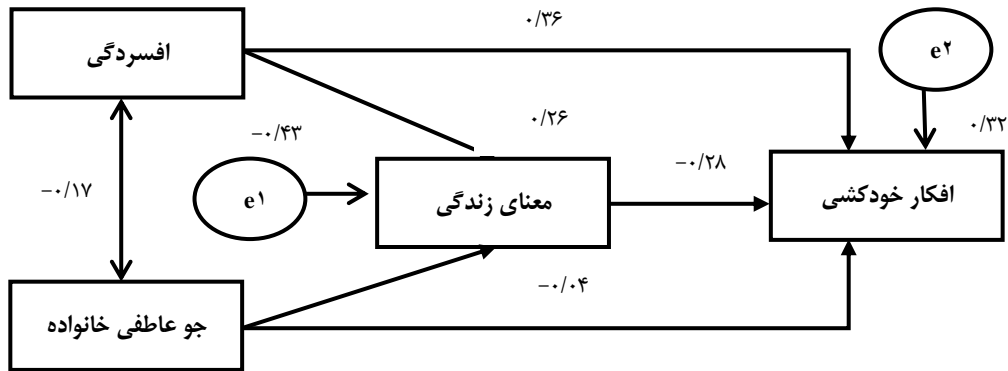 ۰/۳۶
افسردگی
e۲
۰/۲۶
-۰/۴۳
۰/۳۲
-۰/۲۸
-۰/۱۷
e۱
معنای زندگی
افکار خودکشی
-۰/۰۴
جو عاطفی خانواده